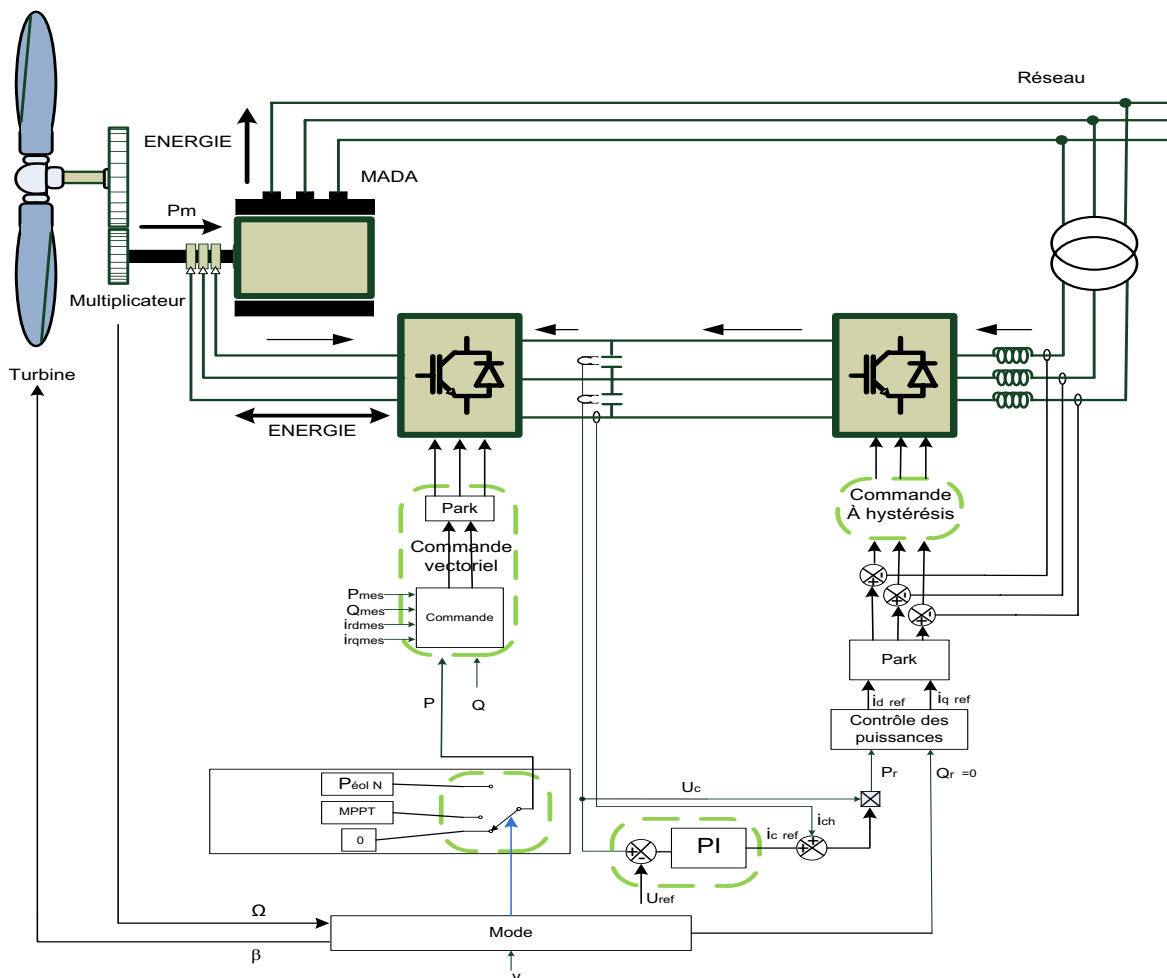 Réseau
ENERGIE
MADA
Pm
Multiplicateur
Turbine
ENERGIE
Park
Commande
vectoriel
Commande
À hystérésis
Pmes
Qmes
irdmes
irqmes
Commande
Park
P
Q
id ref
iq ref
Contrôle des
puissances
Péol N
MPPT
0
Uc
Pr
Qr =0
ich
PI
ic ref
Uref
Ω
β
Mode